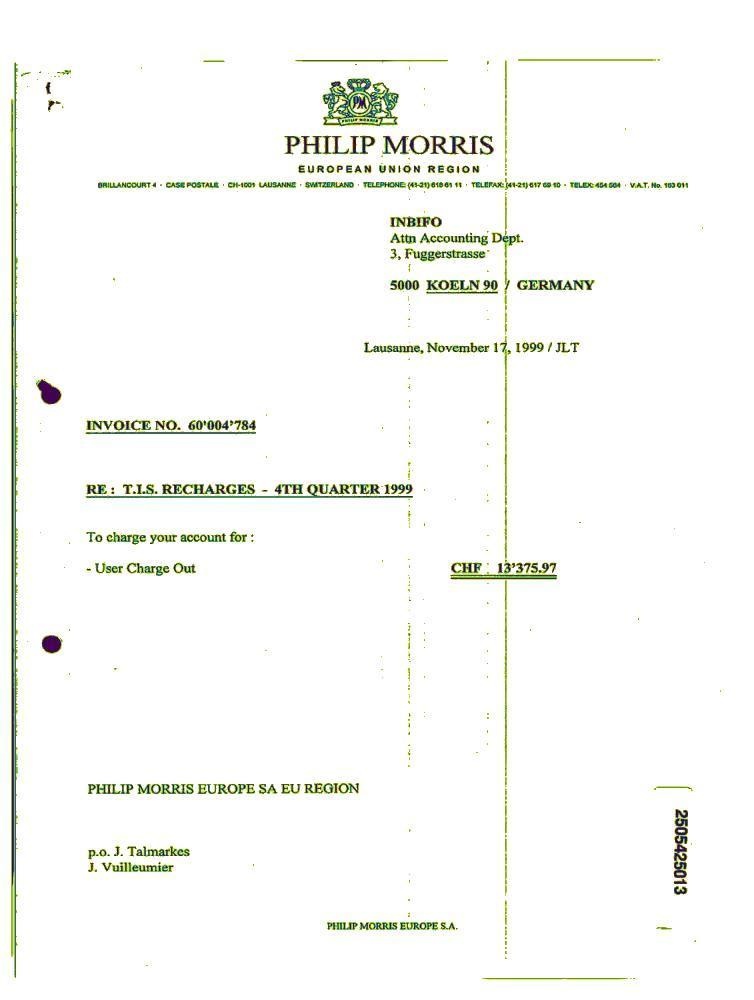 PM
PHILIP MORRIS
PHILIP MORRIS
EUROPEAN UNION REGION
BRILLANCOURT 4 · CASE POSTALE · CH-1001 LAUSANNE · SWITZERLAND · TELEPHONE: (41-21) 618 61 11 · TELEFAX: (41-21) 617 69 10 · TELEX: 454 564 · V.A.T. No. 163 011
INBIFO
Attn Accounting Dept.
3, Fuggerstrasse
5000 KOELN 90 / GERMANY
Lausanne, November 17, 1999 / JLT
INVOICE NO. 60'004'784
RE : T.I.S. RECHARGES - 4TH QUARTER 1999
To charge your account for :
- User Charge Out CHF 13'375.97
PHILIP MORRIS EUROPE SA EU REGION
p.o. J. Talmarkes
J. Vuilleumier
2505425013
PHILIP MORRIS EUROPE S.A.